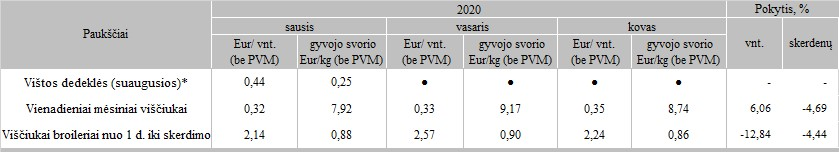 Paukščiai 2020 Pokytis, %
sausis vasaris kovas
Eur/ vnt. (be PVM) gyvojo svorio Eur/kg (be PVM) Eur/ vnt. (be PVM) gyvojo svorio Eur/kg (be PVM) Eur/ vnt. (be PVM) gyvojo svorio Eur/kg (be PVM) vnt. skerdenų
Vištos dedeklės (suaugusios)* 0,44 0,25 ● ● ● ● - -
Vienadieniai mėsiniai viščiukai 0,32 7,92 0,33 9,17 0,35 8,74 6,06 -4,69
Viščiukai broileriai nuo 1 d. iki skerdimo 2,14 0,88 2,57 0,90 2,24 0,86 -12,84 -4,44